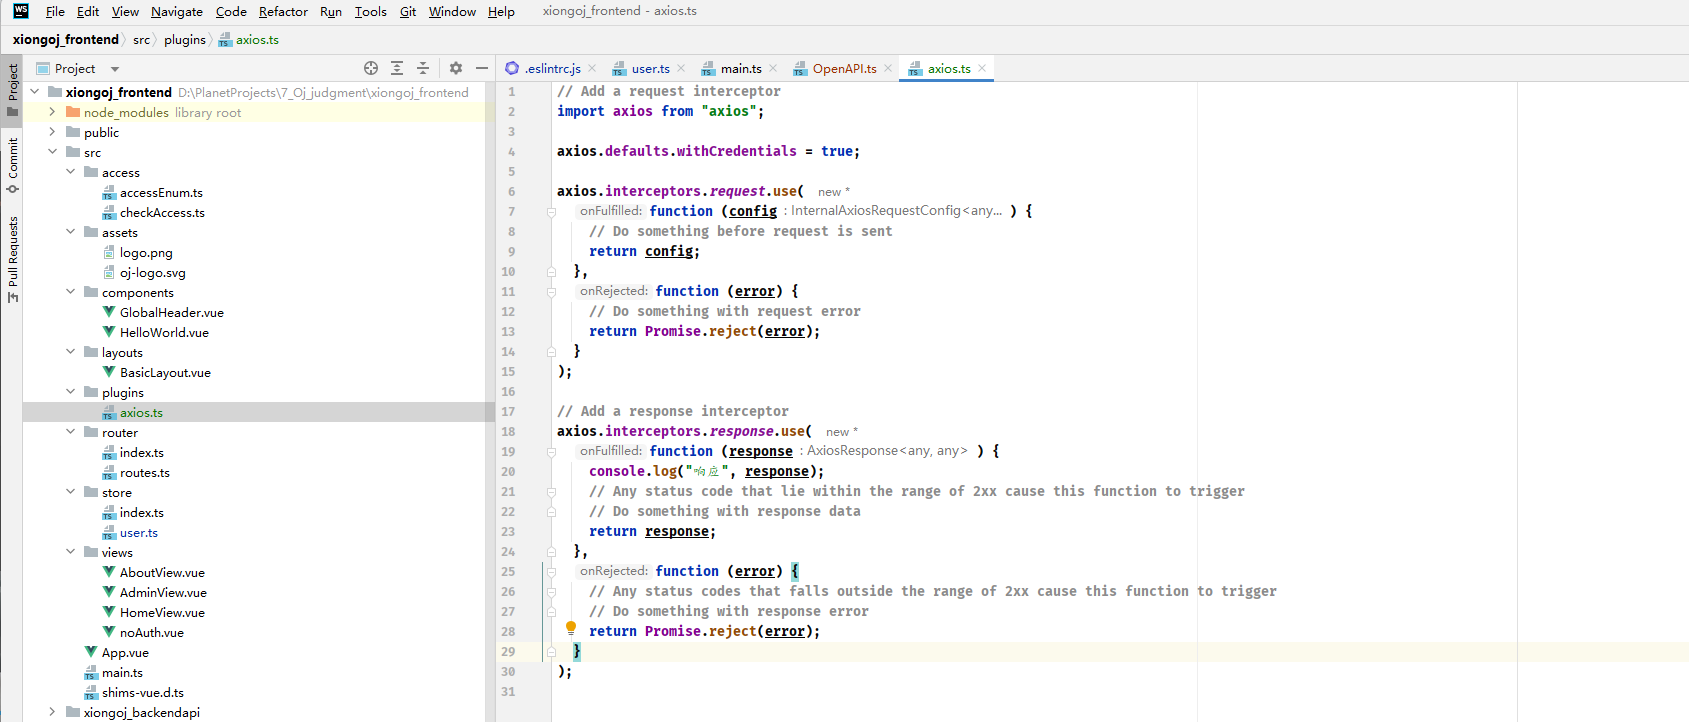 WS File Edit View Navigate Code Refactor Run Tools Git Window Help xiongoj_frontend - axios.ts
xiongoj_frontend src plugins axios.ts
Project
Commit
Pull Requests
Project
xiongoj_frontend D:\PlanetProjects\7_Oj_judgment\xiongoj_frontend
node_modules library root
public
src
access
accessEnum.ts
checkAccess.ts
assets
logo.png
oj-logo.svg
components
GlobalHeader.vue
HelloWorld.vue
layouts
BasicLayout.vue
plugins
axios.ts
router
index.ts
routes.ts
store
index.ts
user.ts
views
AboutView.vue
AdminView.vue
HomeView.vue
noAuth.vue
App.vue
main.ts
shims-vue.d.ts
xiongoj_backendapi
.eslintrc.js user.ts main.ts OpenAPI.ts axios.ts
1 // Add a request interceptor
2 import axios from "axios";
3
4 axios.defaults.withCredentials = true;
5
6 axios.interceptors.request.use( new *
7 onFulfilled: function (config : InternalAxiosRequestConfig<any... ) {
8 // Do something before request is sent
9 return config;
10 },
11 onRejected: function (error) {
12 // Do something with request error
13 return Promise.reject(error);
14 }
15 );
16
17 // Add a response interceptor
18 axios.interceptors.response.use( new *
19 onFulfilled: function (response : AxiosResponse<any, any> ) {
20 console.log("响应", response);
21 // Any status code that lie within the range of 2xx cause this function to trigger
22 // Do something with response data
23 return response;
24 },
25 onRejected: function (error) {
26 // Any status codes that falls outside the range of 2xx cause this function to trigger
27 // Do something with response error
28 return Promise.reject(error);
29 }
30 );
31